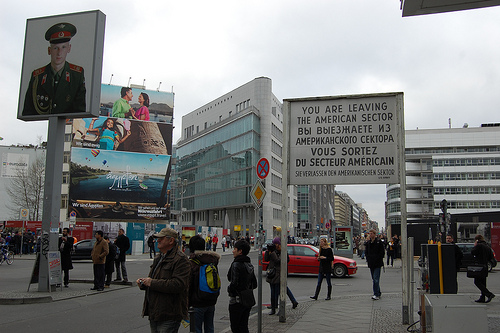 YOU ARE LEAVING
THE AMERICAN SECTOR
ВЫ ВЫЕЗЖАЕТЕ ИЗ
АМЕРИКАНСКОГО СЕКТОРА
VOUS SORTEZ
DU SECTEUR AMÉRICAIN
SIE VERLASSEN DEN AMERIKANISCHEN SEKTOR